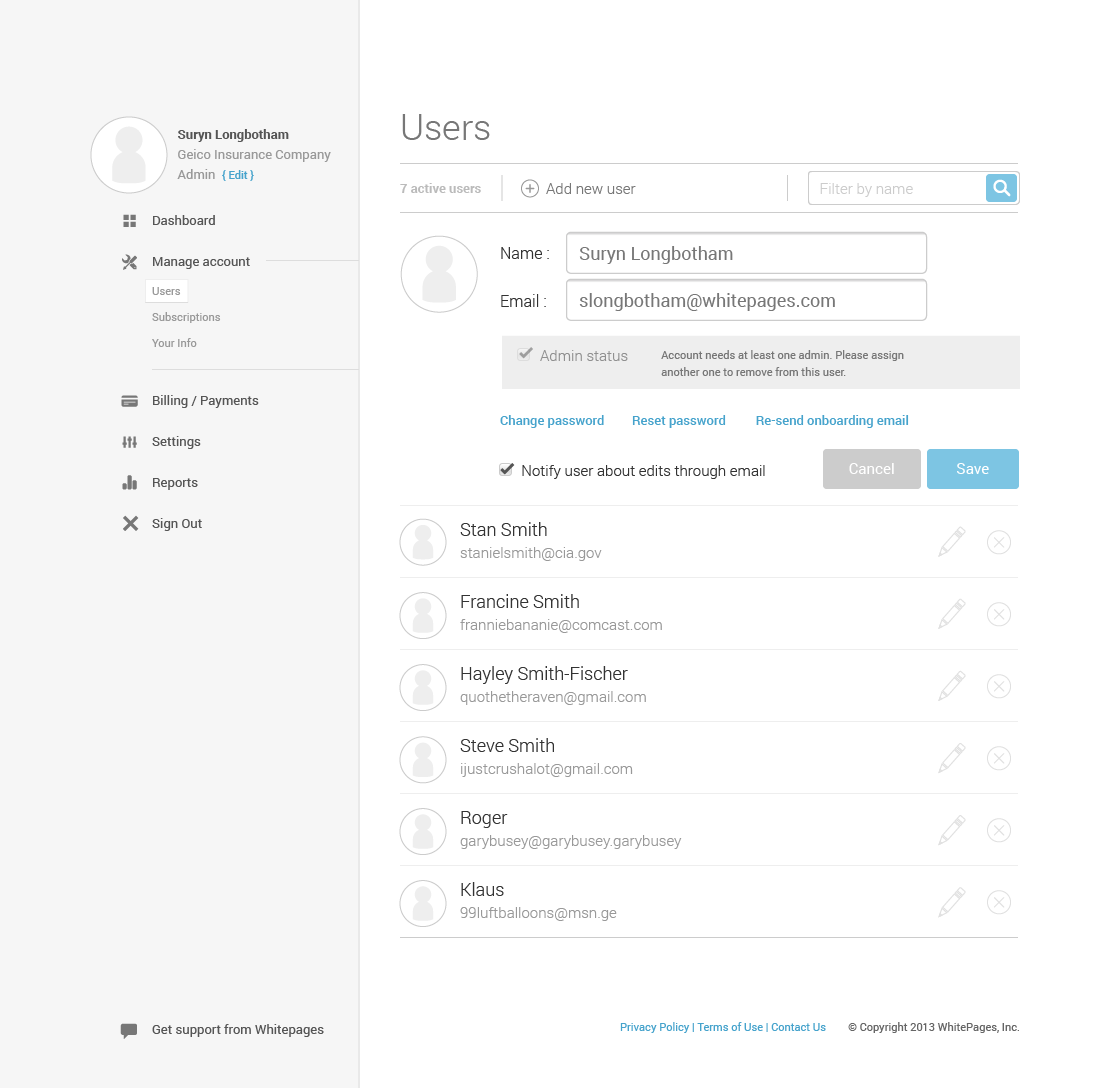 Suryn Longbotham
Geico Insurance Company
Admin { Edit }
Dashboard
Manage account
Users
Subscriptions
Your Info
Billing / Payments
Settings
Reports
Sign Out
Get support from Whitepages
Users
7 active users
Add new user
Filter by name
Name : Suryn Longbotham
Email : slongbotham@whitepages.com
Admin status
Account needs at least one admin. Please assign
another one to remove from this user.
Change password Reset password Re-send onboarding email
Notify user about edits through email
Cancel
Save
Stan Smith
stanielsmith@cia.gov
Francine Smith
franniebananie@comcast.com
Hayley Smith-Fischer
quothetheraven@gmail.com
Steve Smith
ijustcrushalot@gmail.com
Roger
garybusey@garybusey.garybusey
Klaus
99luftballoons@msn.ge
Privacy Policy | Terms of Use | Contact Us © Copyright 2013 WhitePages, Inc.